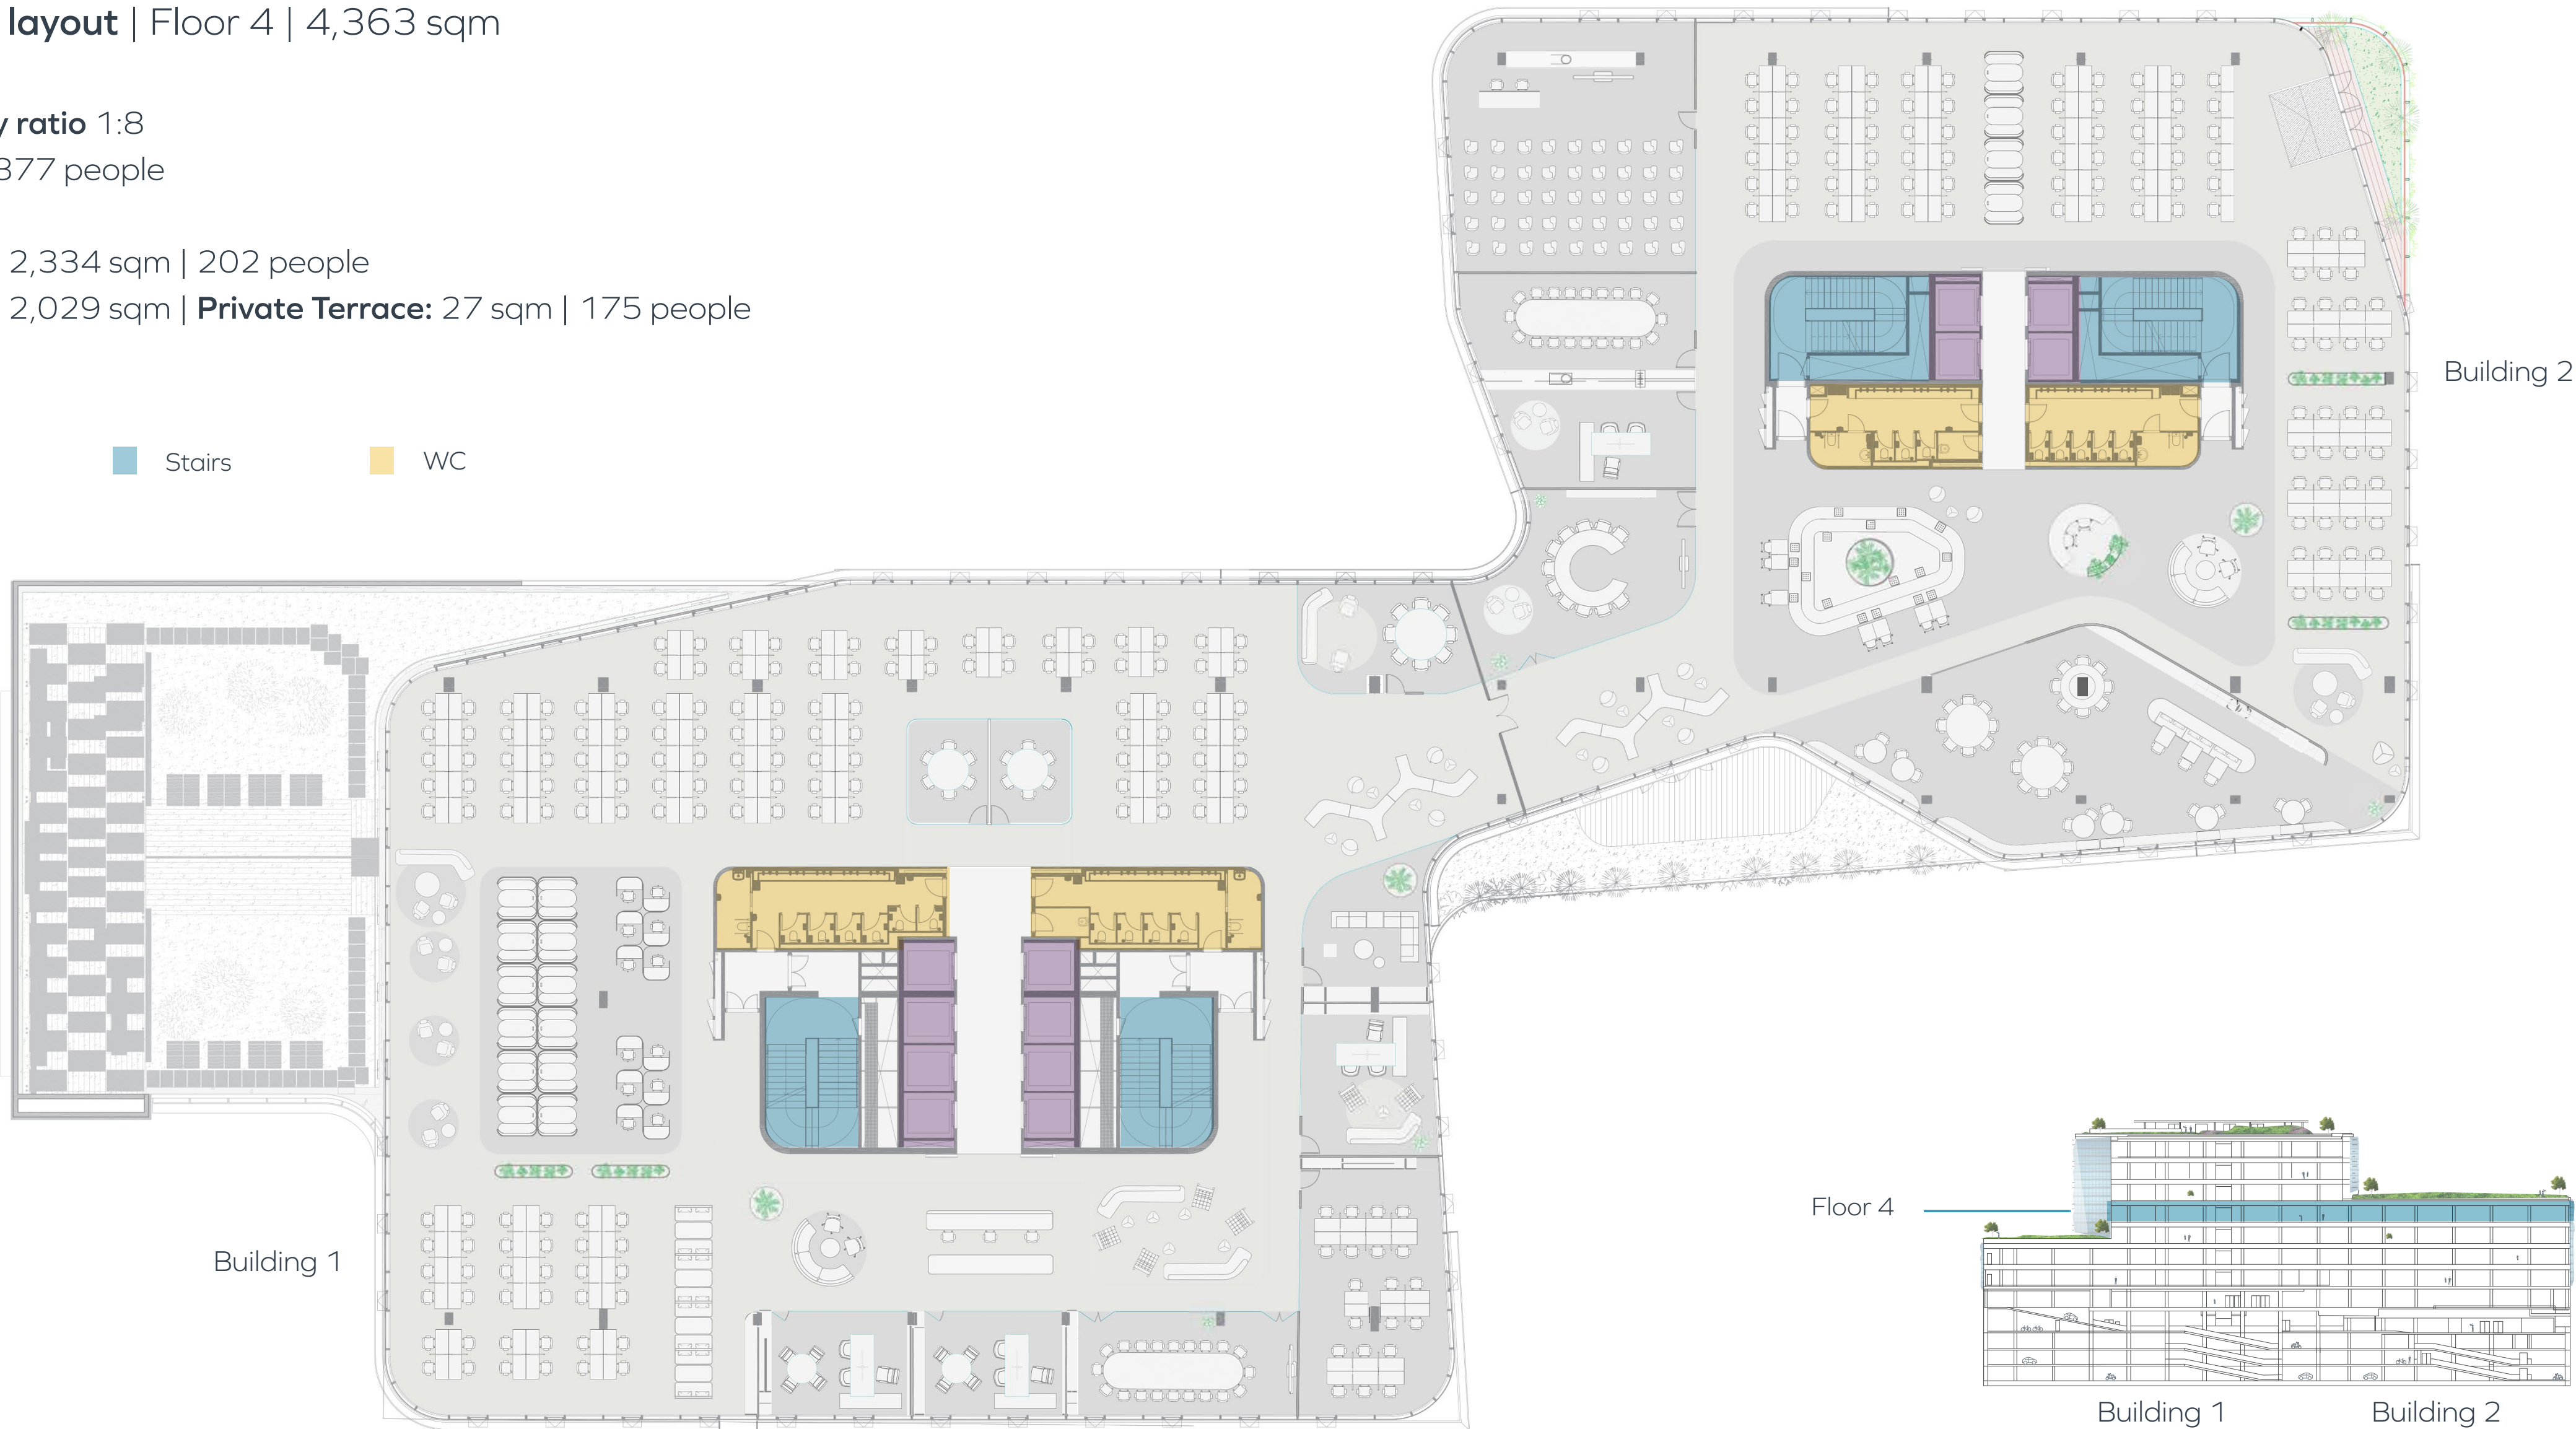 layout | Floor 4 | 4,363 sqm
ratio 1:8
377 people
2,334 sqm | 202 people
2,029 sqm | Private Terrace: 27 sqm | 175 people
Stairs
WC
Building 2
Building 1
Floor 4
Building 1
Building 2